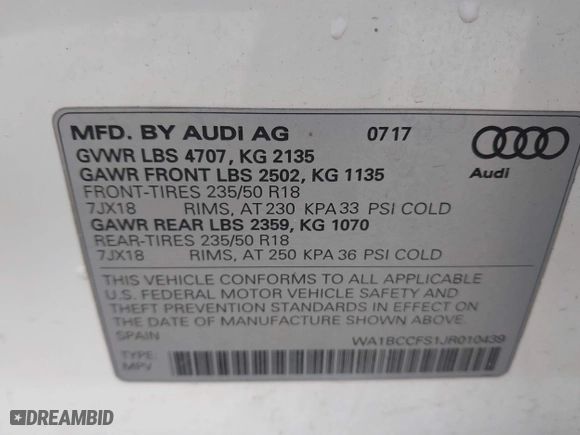 MFD. BY AUDI AG 07 17
GVWR LBS 4707, KG 2135
GAWR FRONT LBS 2502, KG 1135
FRONT-TIRES 235/50 R18
7JX18 RIMS, AT 230 KPA 33 PSI COLD
GAWR REAR LBS 2359, KG 1070
REAR-TIRES 235/50 R18
7JX18 RIMS, AT 250 KPA 36 PSI COLD
Audi
THIS VEHICLE CONFORMS TO ALL APPLICABLE
U.S. FEDERAL MOTOR VEHICLE SAFETY AND
THEFT PREVENTION STANDARDS IN EFFECT ON
THE DATE OF MANUFACTURE SHOWN ABOVE.
SPAIN
WA1BCCFS1JR010439
TYPE:
MPV
DREAMBID